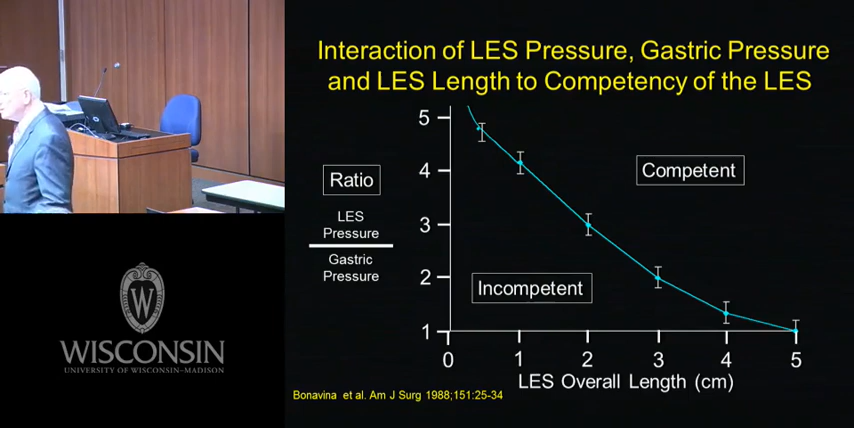 Interaction of LES Pressure, Gastric Pressure
and LES Length to Competency of the LES
5
4
3
2
1
Ratio
LES
Pressure
Gastric
Pressure
Competent
Incompetent
0 1 2 3 4 5
LES Overall Length (cm)
Bonavina et al. Am J Surg 1988;151:25-34
W
WISCONSIN
UNIVERSITY OF WISCONSIN–MADISON